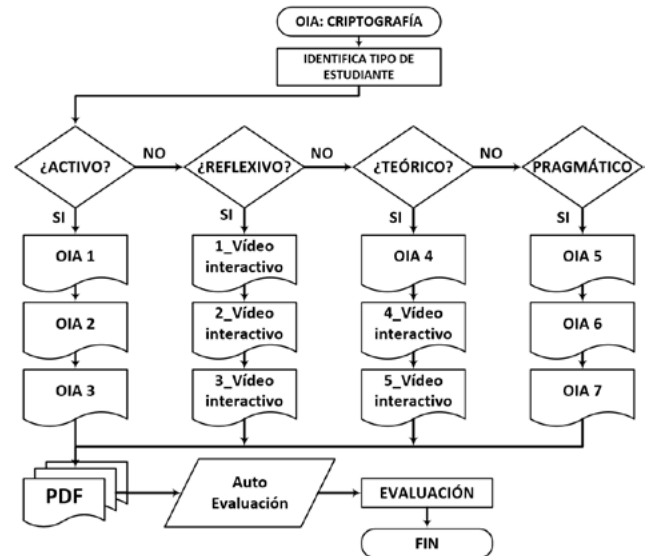 OIA: CRIPTOGRAFÍA
IDENTIFICA TIPO DE
ESTUDIANTE
¿ACTIVO?
NO
¿REFLEXIVO?
NO
¿TEÓRICO?
NO
PRAGMÁTICO
SI
SI
SI
SI
OIA 1
1_Vídeo
interactivo
OIA 4
OIA 5
OIA 2
2_Vídeo
interactivo
4_Vídeo
interactivo
OIA 6
OIA 3
3_Vídeo
interactivo
5_Vídeo
interactivo
OIA 7
PDF
Auto
Evaluación
EVALUACIÓN
FIN